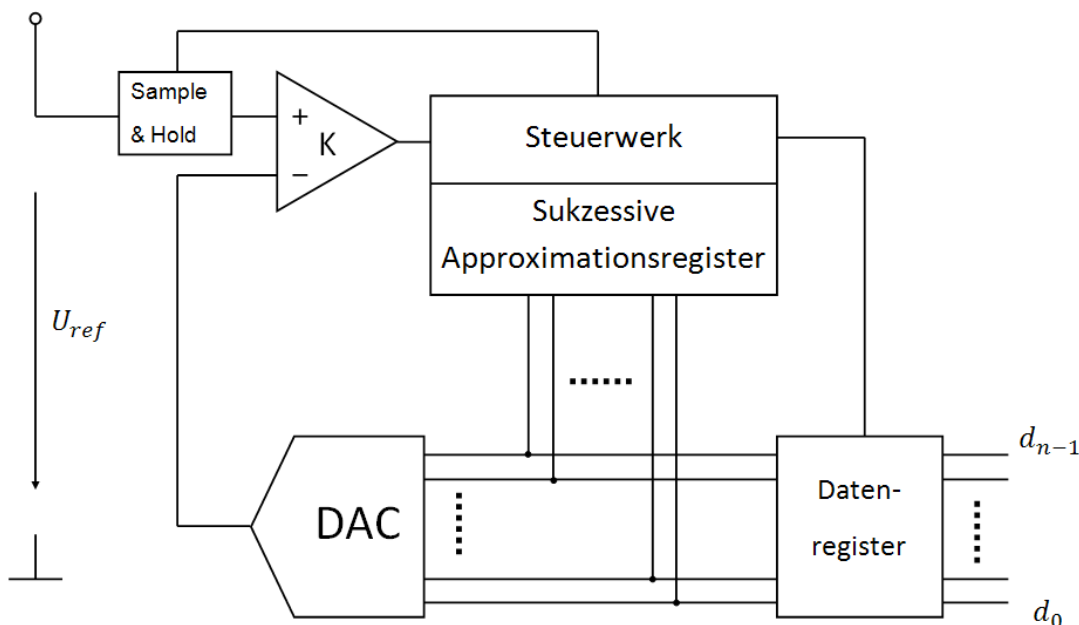 Sample
& Hold
+
K
−
Steuerwerk
Sukzessive
Approximationsregister
U_ref
DAC
Daten-
register
d_{n−1}
d_0